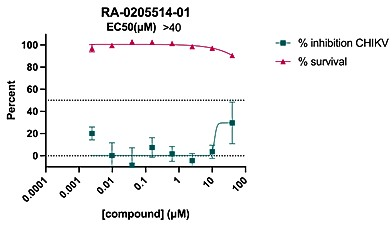 RA-0205514-01
EC50(µM) >40
% inhibition CHIKV
% survival
Percent
100
80
60
40
20
0
0.0001
0.001
0.01
0.1
1
10
100
[compound] (µM)